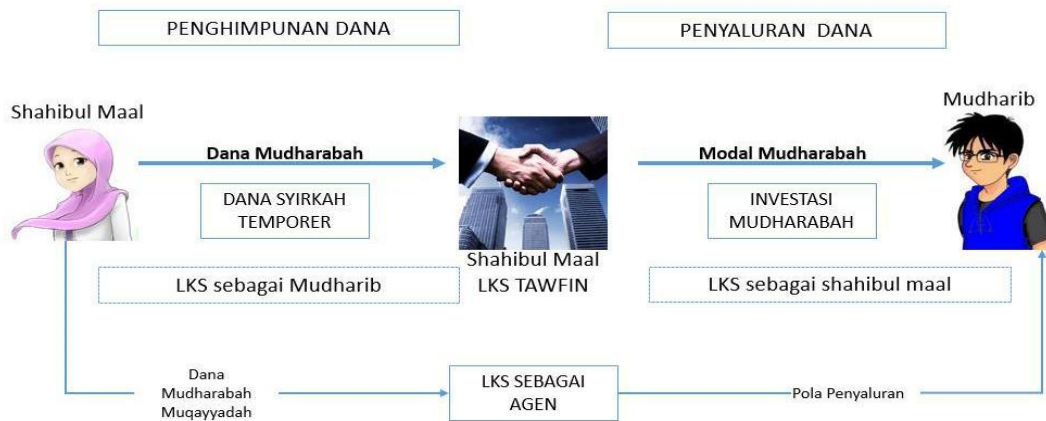 PENGHIMPUNAN DANA
PENYALURAN DANA
Shahibul Maal
Mudharib
Dana Mudharabah
Modal Mudharabah
DANA SYIRKAH
TEMPORER
INVESTASI
MUDHARABAH
Shahibul Maal
LKS TAWFIN
LKS sebagai Mudharib
LKS sebagai shahibul maal
Dana
Mudharabah
Muqayyadah
LKS SEBAGAI
AGEN
Pola Penyaluran